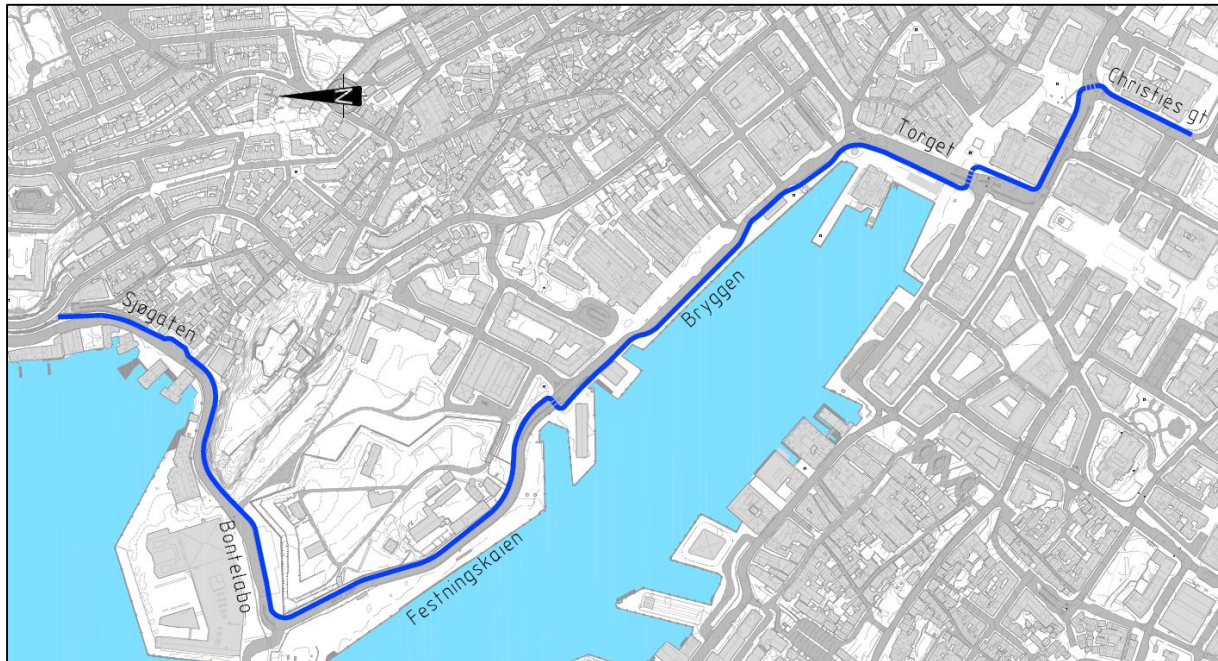 Sjøgaten
Bontelabo
Festningskaien
Bryggen
Torget
Christies gt
N